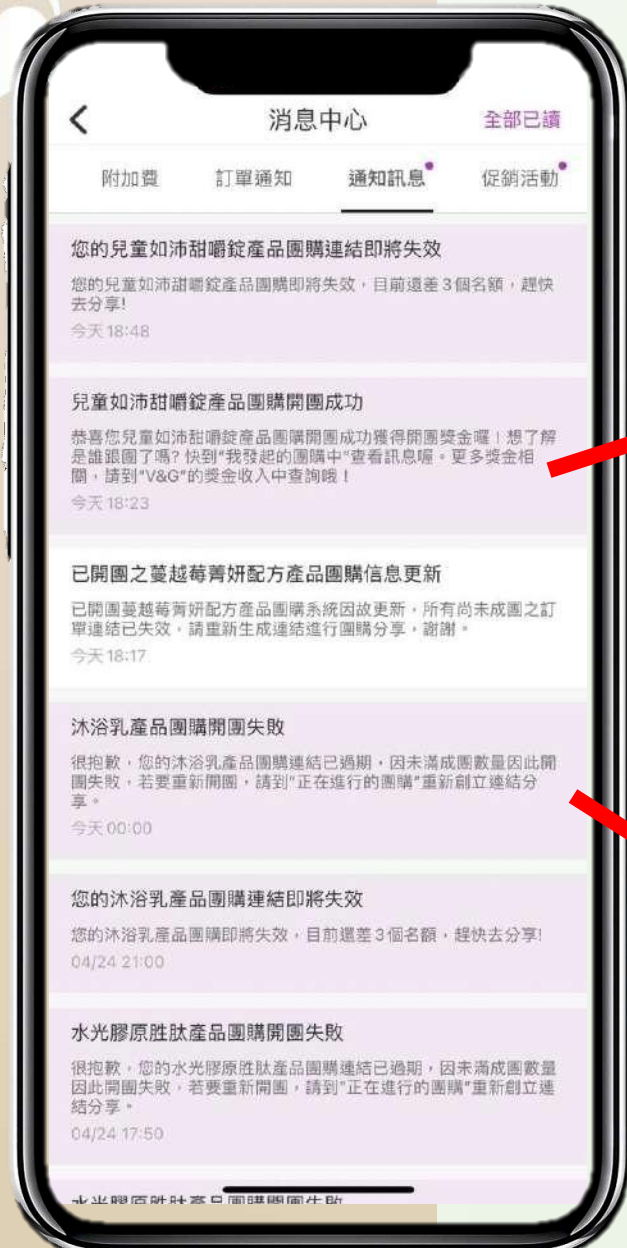 消息中心
全部已讀
附加費
訂單通知
通知訊息
促銷活動
您的兒童如沛甜嚼錠產品團購連結即將失效
您的兒童如沛甜嚼錠產品團購即將失效，目前還差3個名額，趕快
去分享!
今天 18:48
兒童如沛甜嚼錠產品團購開團成功
恭喜您兒童如沛甜嚼錠產品團購開團成功獲得開團獎金囉！想了解
是誰跟團了嗎? 快到"我發起的團購中"查看訊息喔。更多獎金相
關，請到"V&G"的獎金收入中查詢哦！
今天 18:23
已開團之蔓越莓菁妍配方產品團購信息更新
已開團蔓越莓菁妍配方產品團購系統因故更新，所有尚未成團之訂
單連結已失效，請重新生成連結進行團購分享，謝謝。
今天 18:17
沐浴乳產品團購開團失敗
很抱歉，您的沐浴乳產品團購連結已過期，因未滿成團數量因此開
團失敗，若要重新開團，請到"正在進行的團購"重新創立連結分
享。
今天 00:00
您的沐浴乳產品團購連結即將失效
您的沐浴乳產品團購即將失效，目前還差3個名額，趕快去分享!
04/24 21:00
水光膠原胜肽產品團購開團失敗
很抱歉，您的水光膠原胜肽產品團購連結已過期，因未滿成團數量
因此開團失敗，若要重新開團，請到"正在進行的團購"重新創立連
結分享。
04/24 17:50
水光膠原胜肽產品團購開團失敗